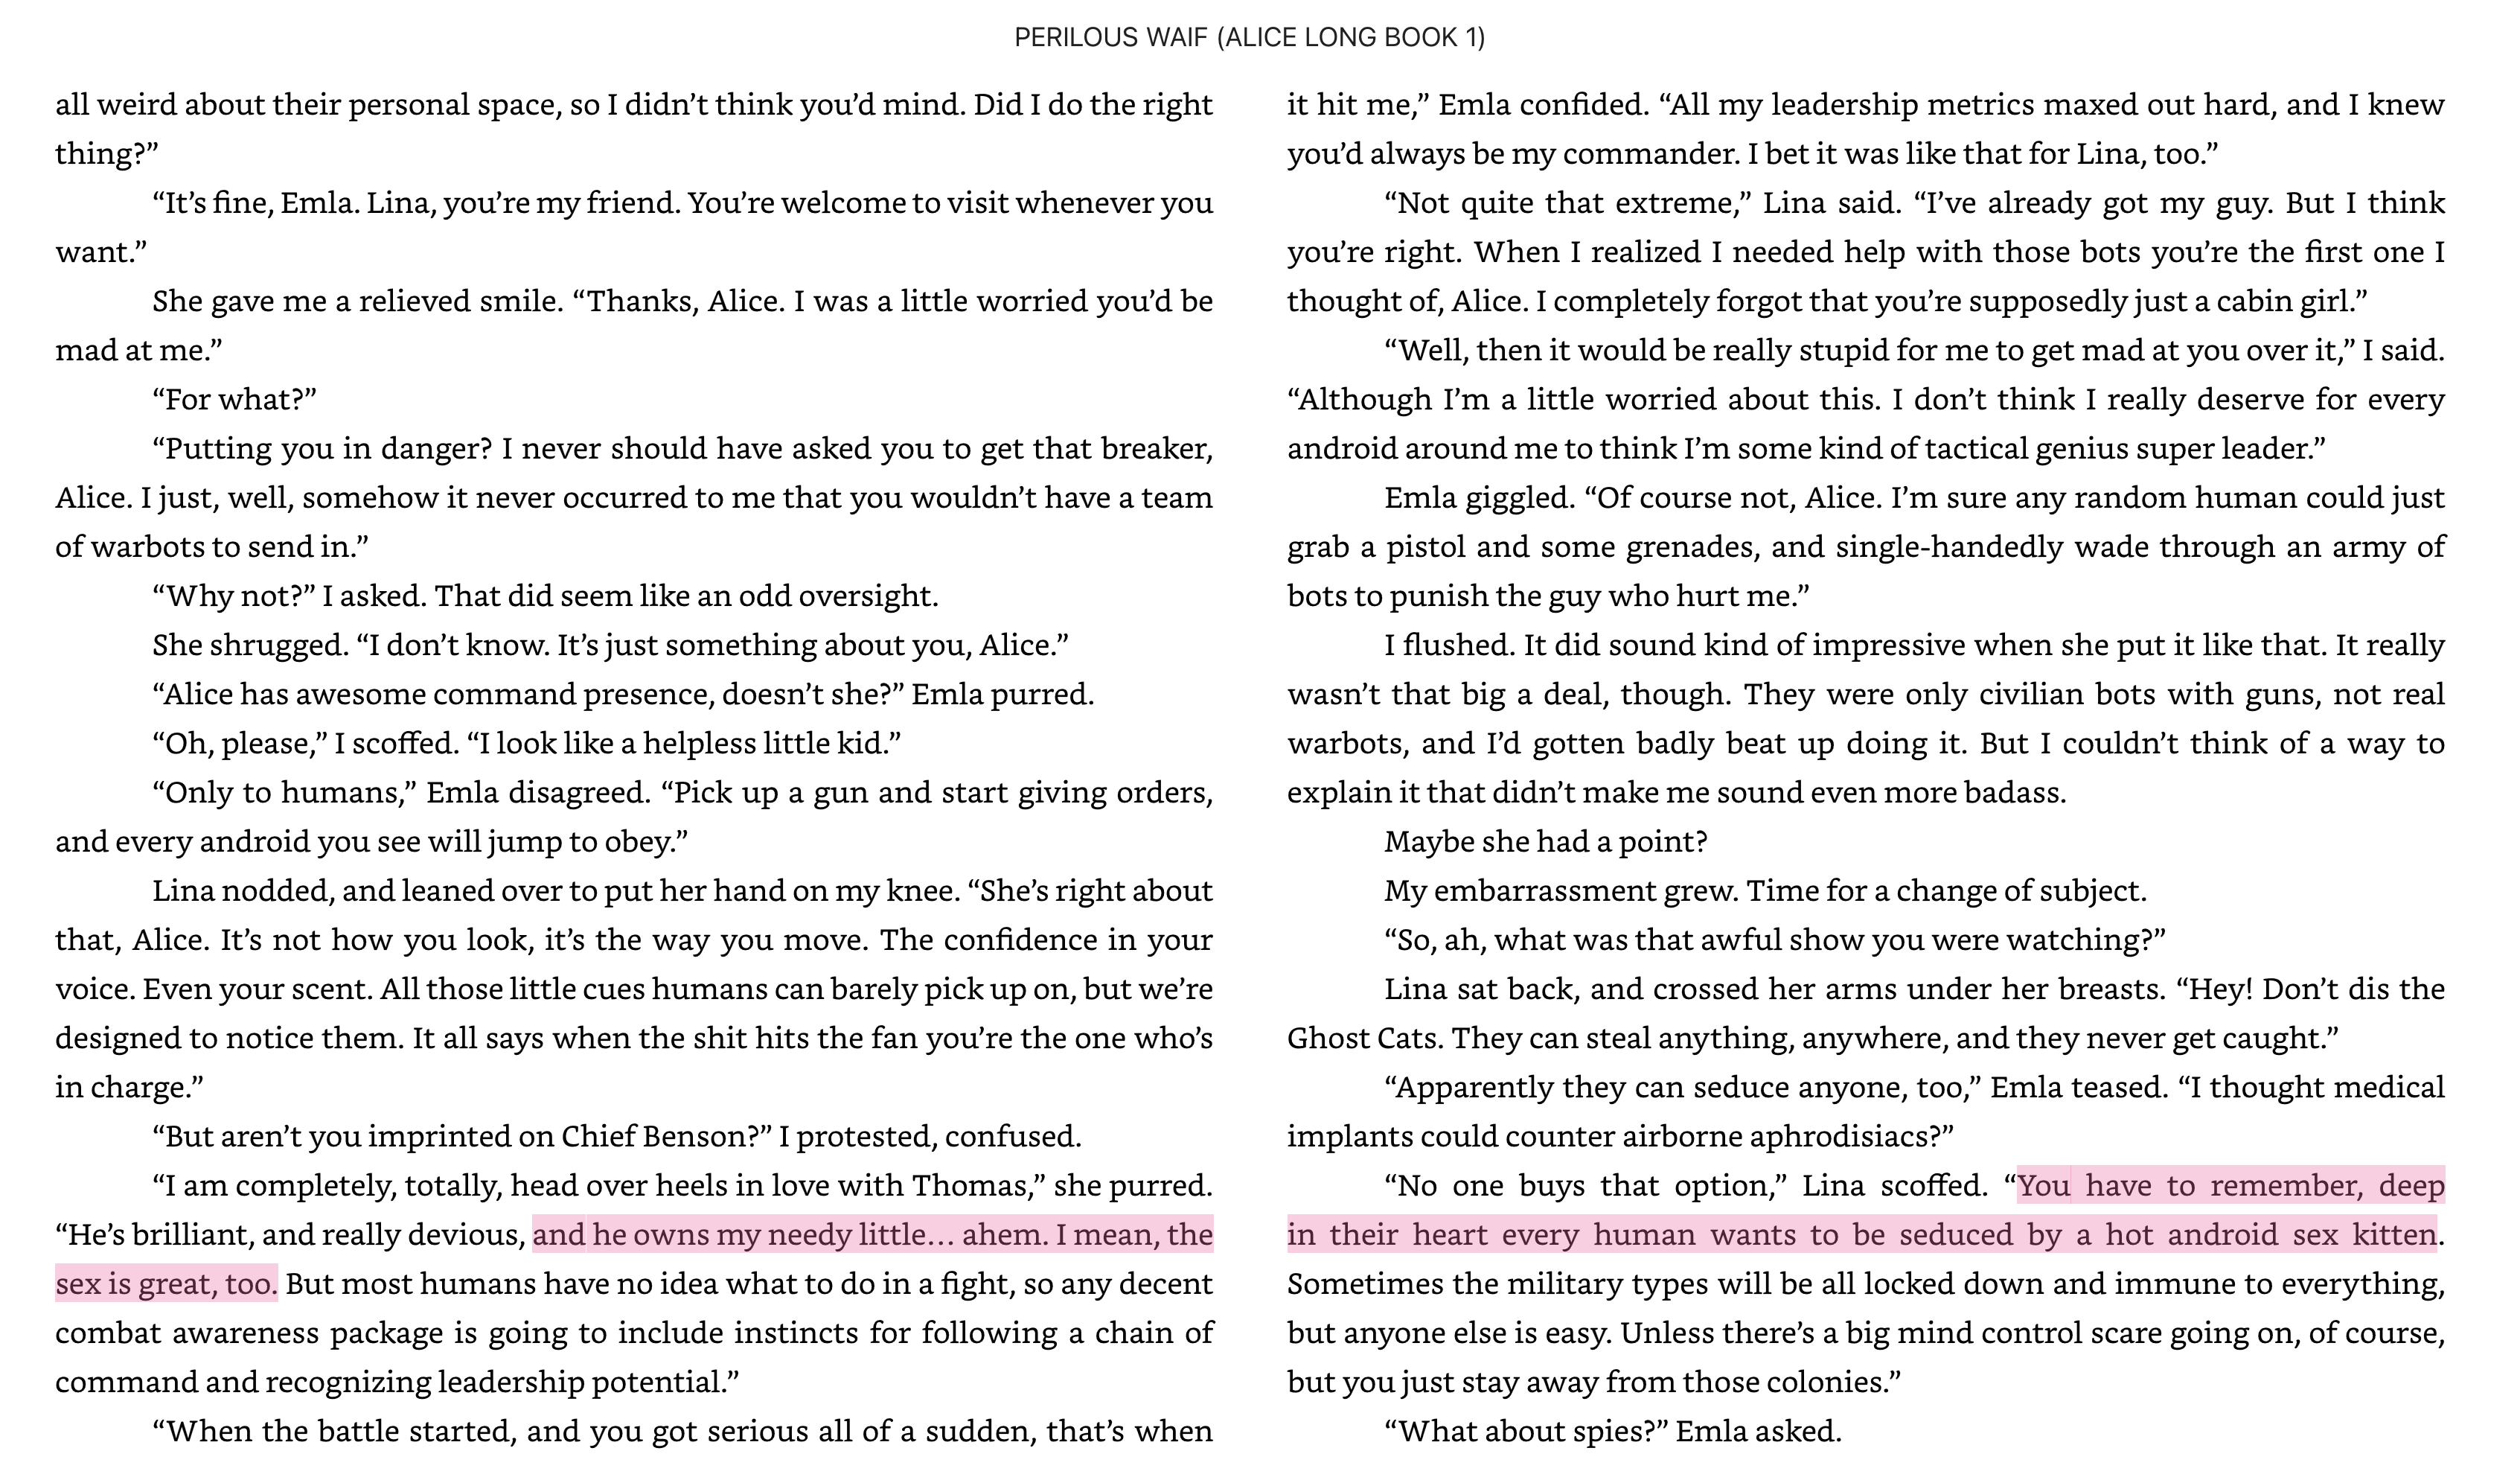 PERILOUS WAIF (ALICE LONG BOOK 1)
all weird about their personal space, so I didn’t think you’d mind. Did I do the right
thing?”
“It’s fine, Emla. Lina, you’re my friend. You’re welcome to visit whenever you
want.”
She gave me a relieved smile. “Thanks, Alice. I was a little worried you’d be
mad at me.”
“For what?”
“Putting you in danger? I never should have asked you to get that breaker,
Alice. I just, well, somehow it never occurred to me that you wouldn’t have a team
of warbots to send in.”
“Why not?” I asked. That did seem like an odd oversight.
She shrugged. “I don’t know. It’s just something about you, Alice.”
“Alice has awesome command presence, doesn’t she?” Emla purred.
“Oh, please,” I scoffed. “I look like a helpless little kid.”
“Only to humans,” Emla disagreed. “Pick up a gun and start giving orders,
and every android you see will jump to obey.”
Lina nodded, and leaned over to put her hand on my knee. “She’s right about
that, Alice. It’s not how you look, it’s the way you move. The confidence in your
voice. Even your scent. All those little cues humans can barely pick up on, but we’re
designed to notice them. It all says when the shit hits the fan you’re the one who’s
in charge.”
“But aren’t you imprinted on Chief Benson?” I protested, confused.
“I am completely, totally, head over heels in love with Thomas,” she purred.
“He’s brilliant, and really devious, and he owns my needy little… ahem. I mean, the
sex is great, too. But most humans have no idea what to do in a fight, so any decent
combat awareness package is going to include instincts for following a chain of
command and recognizing leadership potential.”
“When the battle started, and you got serious all of a sudden, that’s when
it hit me,” Emla confided. “All my leadership metrics maxed out hard, and I knew
you’d always be my commander. I bet it was like that for Lina, too.”
“Not quite that extreme,” Lina said. “I’ve already got my guy. But I think
you’re right. When I realized I needed help with those bots you’re the first one I
thought of, Alice. I completely forgot that you’re supposedly just a cabin girl.”
“Well, then it would be really stupid for me to get mad at you over it,” I said.
“Although I’m a little worried about this. I don’t think I really deserve for every
android around me to think I’m some kind of tactical genius super leader.”
Emla giggled. “Of course not, Alice. I’m sure any random human could just
grab a pistol and some grenades, and single-handedly wade through an army of
bots to punish the guy who hurt me.”
I flushed. It did sound kind of impressive when she put it like that. It really
wasn’t that big a deal, though. They were only civilian bots with guns, not real
warbots, and I’d gotten badly beat up doing it. But I couldn’t think of a way to
explain it that didn’t make me sound even more badass.
Maybe she had a point?
My embarrassment grew. Time for a change of subject.
“So, ah, what was that awful show you were watching?”
Lina sat back, and crossed her arms under her breasts. “Hey! Don’t dis the
Ghost Cats. They can steal anything, anywhere, and they never get caught.”
“Apparently they can seduce anyone, too,” Emla teased. “I thought medical
implants could counter airborne aphrodisiacs?”
“No one buys that option,” Lina scoffed. “You have to remember, deep
in their heart every human wants to be seduced by a hot android sex kitten.
Sometimes the military types will be all locked down and immune to everything,
but anyone else is easy. Unless there’s a big mind control scare going on, of course,
but you just stay away from those colonies.”
“What about spies?” Emla asked.